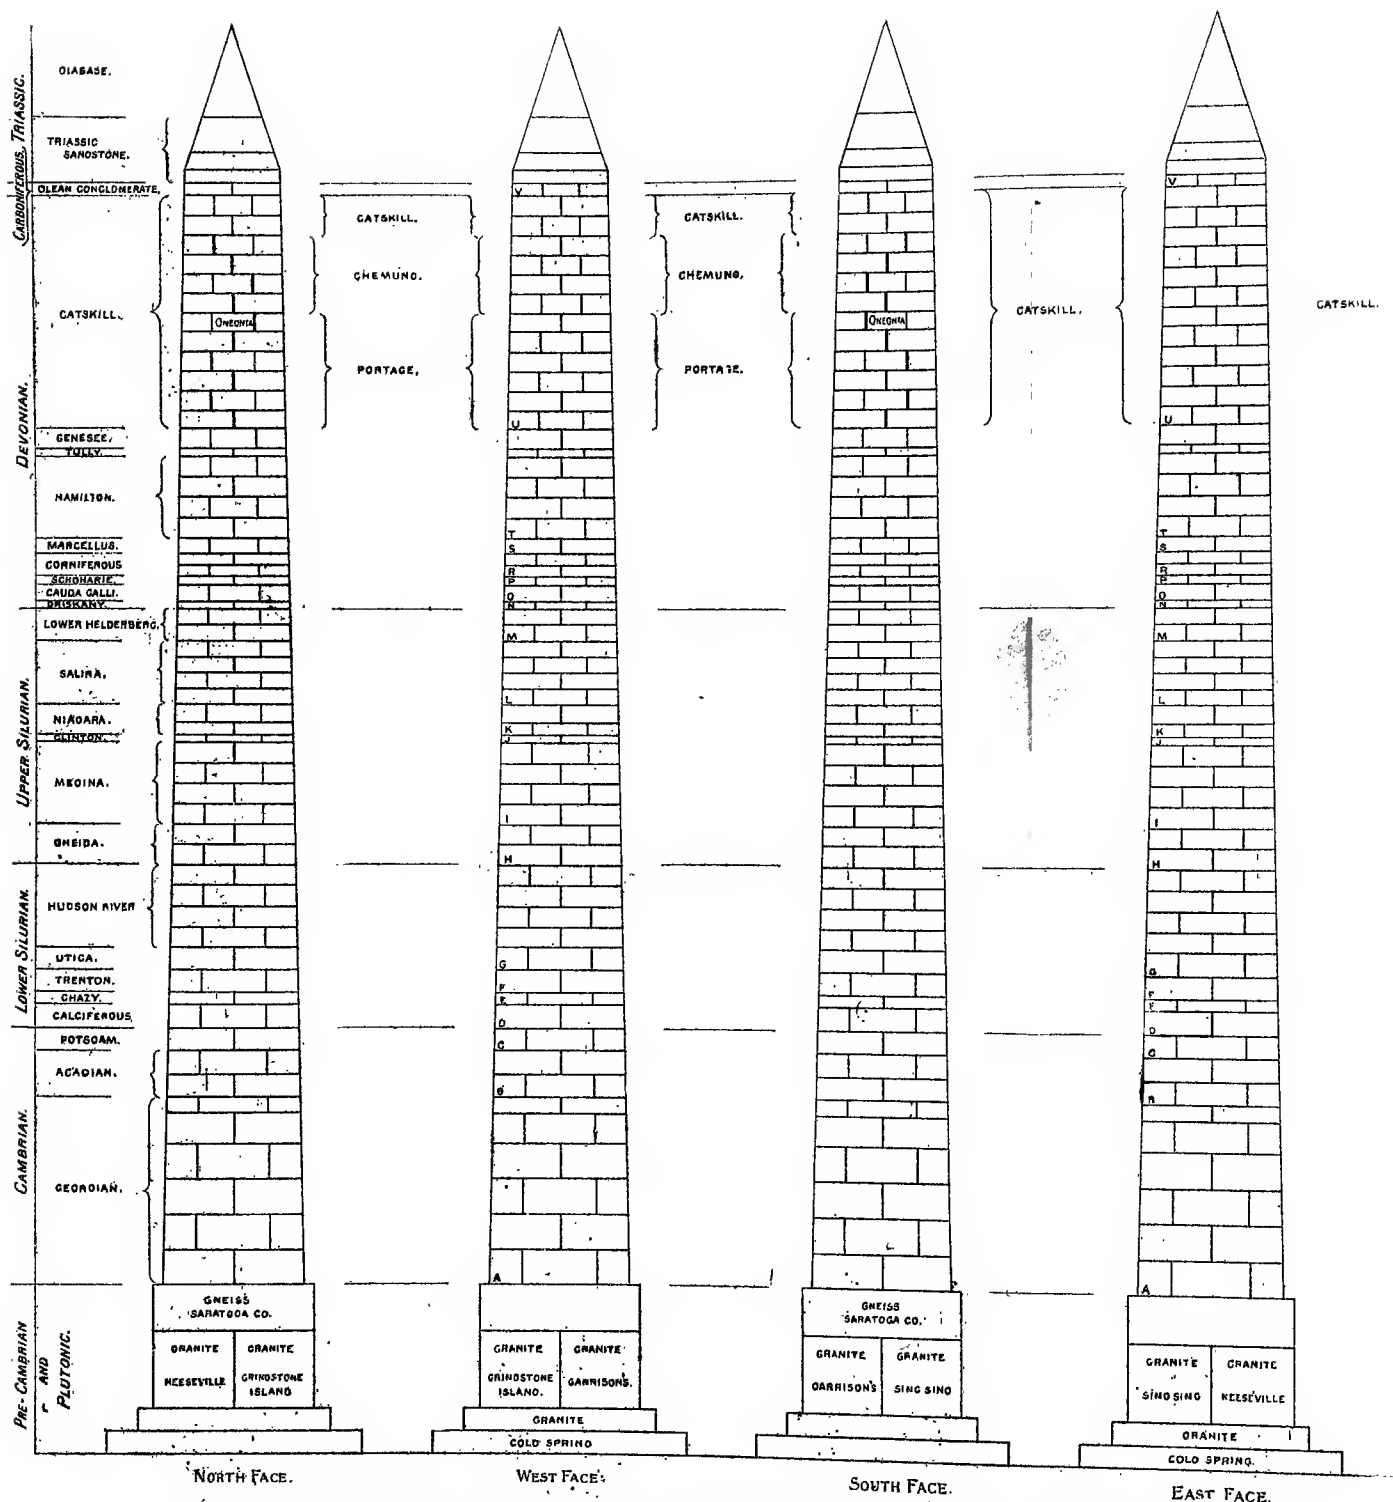 CARBONIFEROUS, TRIASSIC.
DIABASE.
TRIASSIC
SANDSTONE.
OLEAN CONGLOMERATE.
DEVONIAN.
CATSKILL.
GENESEE.
TULLY.
HAMILTON.
MARCELLUS.
CORNIFEROUS
SCHOHARIE.
CAUDA GALLI.
ORISKANY.
UPPER SILURIAN.
LOWER HELDERBERG.
SALINA.
NIAGARA.
CLINTON.
MEDINA.
ONEIDA.
LOWER SILURIAN.
HUDSON RIVER
UTICA.
TRENTON.
CHAZY.
CALCIFEROUS.
CAMBRIAN.
POTSDAM.
ACADIAN.
GEORGIAN.
PRE-CAMBRIAN
AND
PLUTONIC.
ONEONTA
GNEISS
SARATOGA CO.
GRANITE
KEESEVILLE
GRANITE
GRINDSTONE
ISLAND
NORTH FACE.
CATSKILL.
CHEMUNG.
PORTAGE.
V
U
T
S
R
P
O
N
M
L
K
J
I
H
G
F
E
D
C
B
A
GRANITE
GRINDSTONE
ISLAND.
GRANITE
GARRISON'S.
GRANITE
COLD SPRING
WEST FACE.
CATSKILL.
CHEMUNG.
PORTAGE.
ONEONTA
GNEISS
SARATOGA CO.
GRANITE
GARRISON'S
GRANITE
SING SING
SOUTH FACE.
CATSKILL.
V
U
T
S
R
P
O
N
M
L
K
J
I
H
G
F
E
D
C
B
A
CATSKILL.
GRANITE
SING SING
GRANITE
KEESEVILLE
GRANITE
COLD SPRING.
EAST FACE.